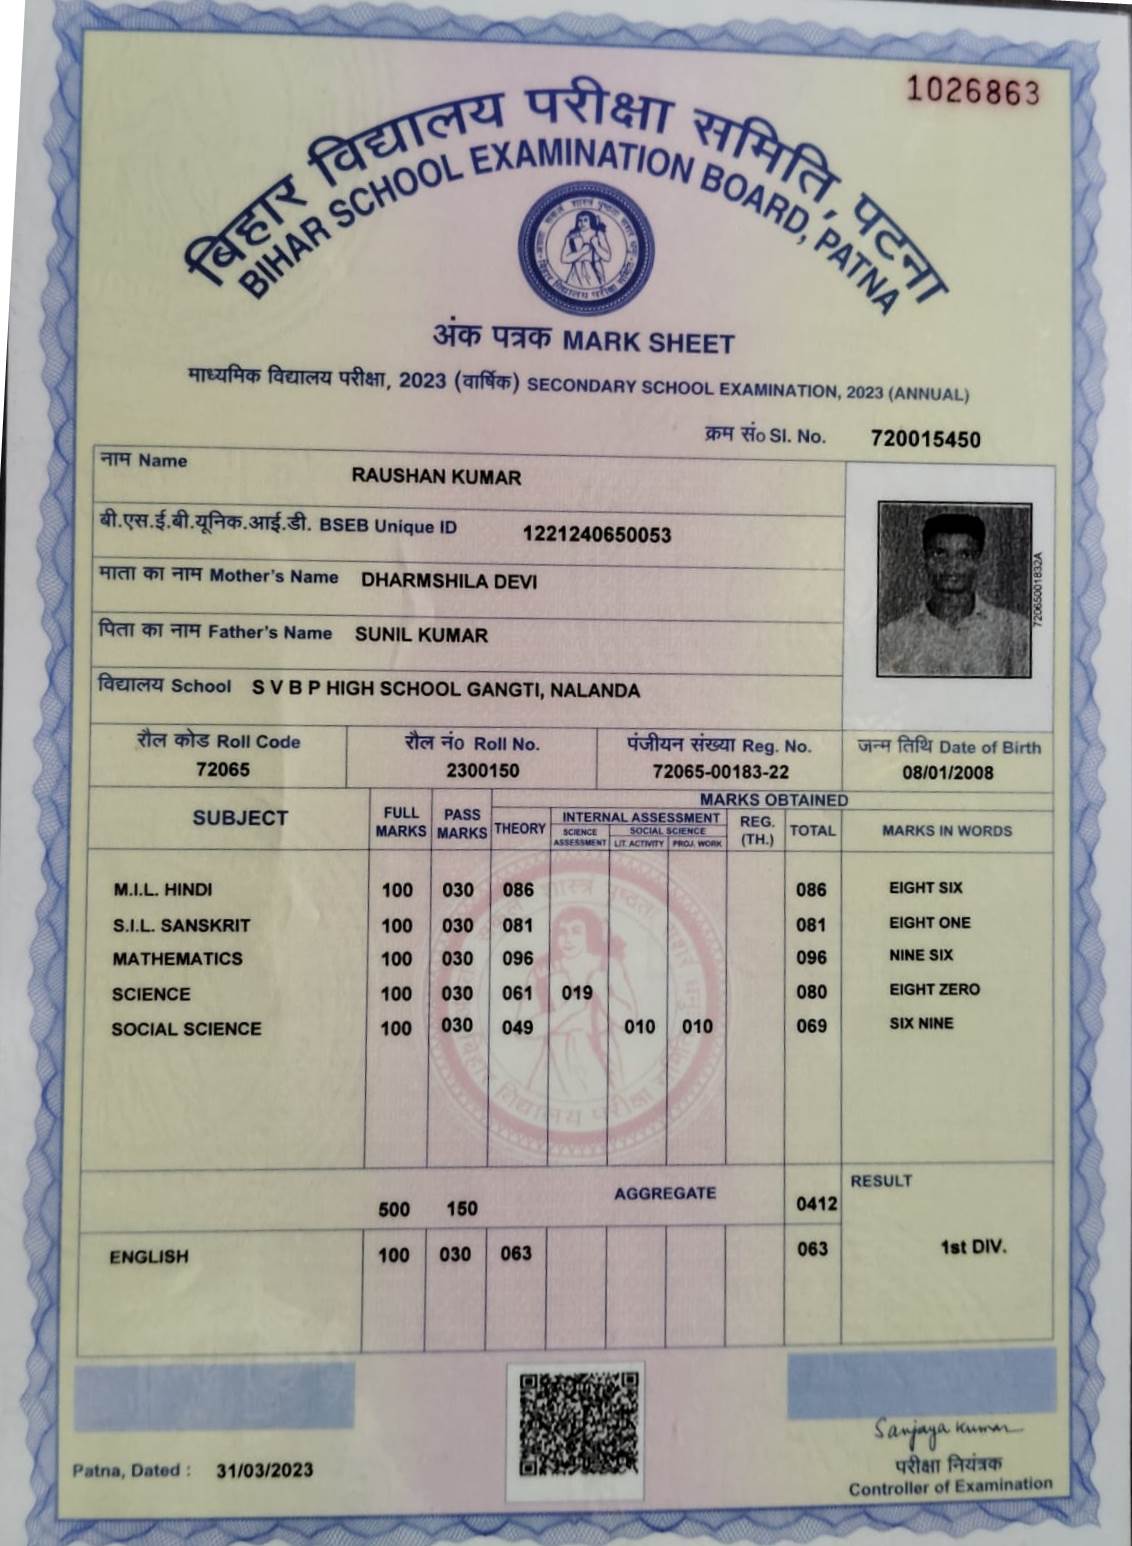 1026863
बिहार विद्यालय परीक्षा समिति, पटना
BIHAR SCHOOL EXAMINATION BOARD, PATNA
बिहार विद्यालय परीक्षा समिति
अंक पत्रक MARK SHEET
माध्यमिक विद्यालय परीक्षा, 2023 (वार्षिक) SECONDARY SCHOOL EXAMINATION, 2023 (ANNUAL)
क्रम सं० Sl. No. 720015450
नाम Name RAUSHAN KUMAR
बी.एस.ई.बी.यूनिक.आई.डी. BSEB Unique ID 1221240650053
माता का नाम Mother's Name DHARMSHILA DEVI
पिता का नाम Father's Name SUNIL KUMAR
72065001832A
विद्यालय School S V B P HIGH SCHOOL GANGTI, NALANDA
रौल कोड Roll Code रौल नं० Roll No. पंजीयन संख्या Reg. No. जन्म तिथि Date of Birth
72065 2300150 72065-00183-22 08/01/2008
MARKS OBTAINED
SUBJECT FULL MARKS PASS MARKS THEORY INTERNAL ASSESSMENT REG. (TH.) TOTAL MARKS IN WORDS
SCIENCE ASSESSMENT SOCIAL SCIENCE
LIT. ACTIVITY PROJ. WORK
M.I.L. HINDI 100 030 086 086 EIGHT SIX
S.I.L. SANSKRIT 100 030 081 081 EIGHT ONE
MATHEMATICS 100 030 096 096 NINE SIX
SCIENCE 100 030 061 019 080 EIGHT ZERO
SOCIAL SCIENCE 100 030 049 010 010 069 SIX NINE
बिहार विद्यालय परीक्षा समिति
500 150 AGGREGATE 0412 RESULT
ENGLISH 100 030 063 063 1st DIV.
Sanjaya Kumar
Patna, Dated : 31/03/2023
परीक्षा नियंत्रक
Controller of Examination